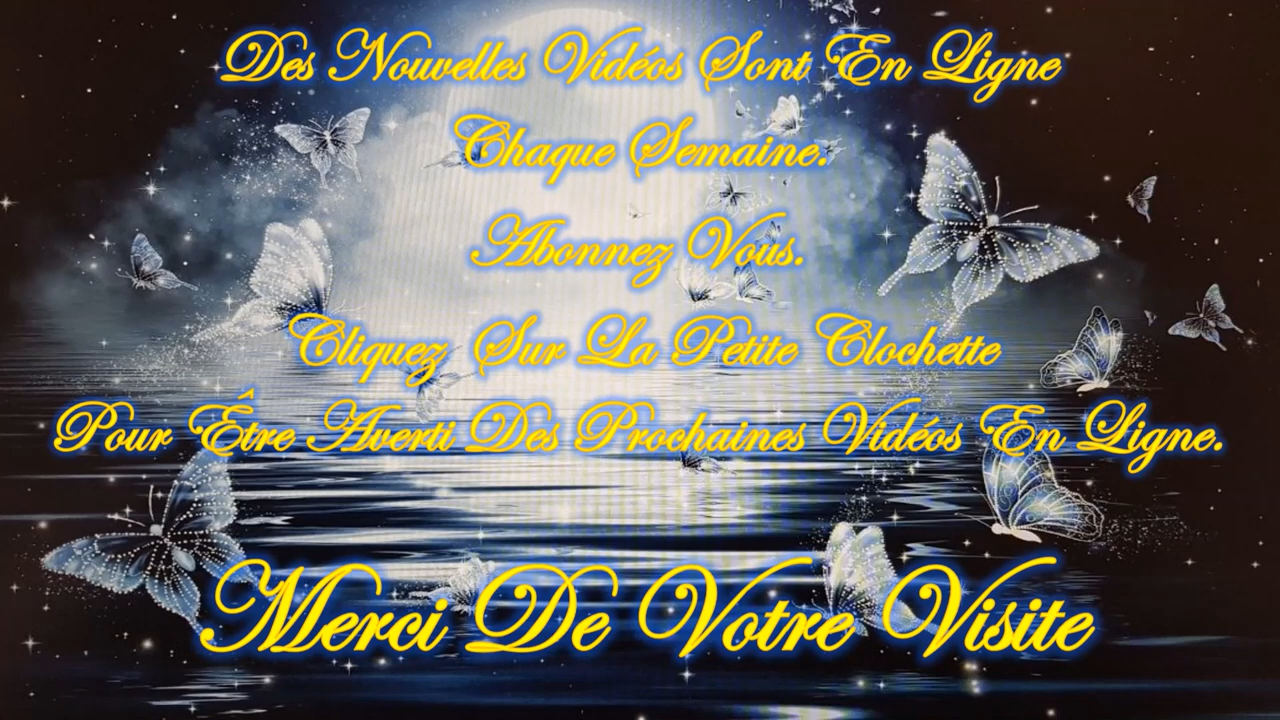 Des Nouvelles Vidéos Sont En Ligne
Chaque Semaine.
Abonnez Vous.
Cliquez Sur La Petite Clochette
Pour Être Averti Des Prochaines Vidéos En Ligne.
Merci De Votre Visite